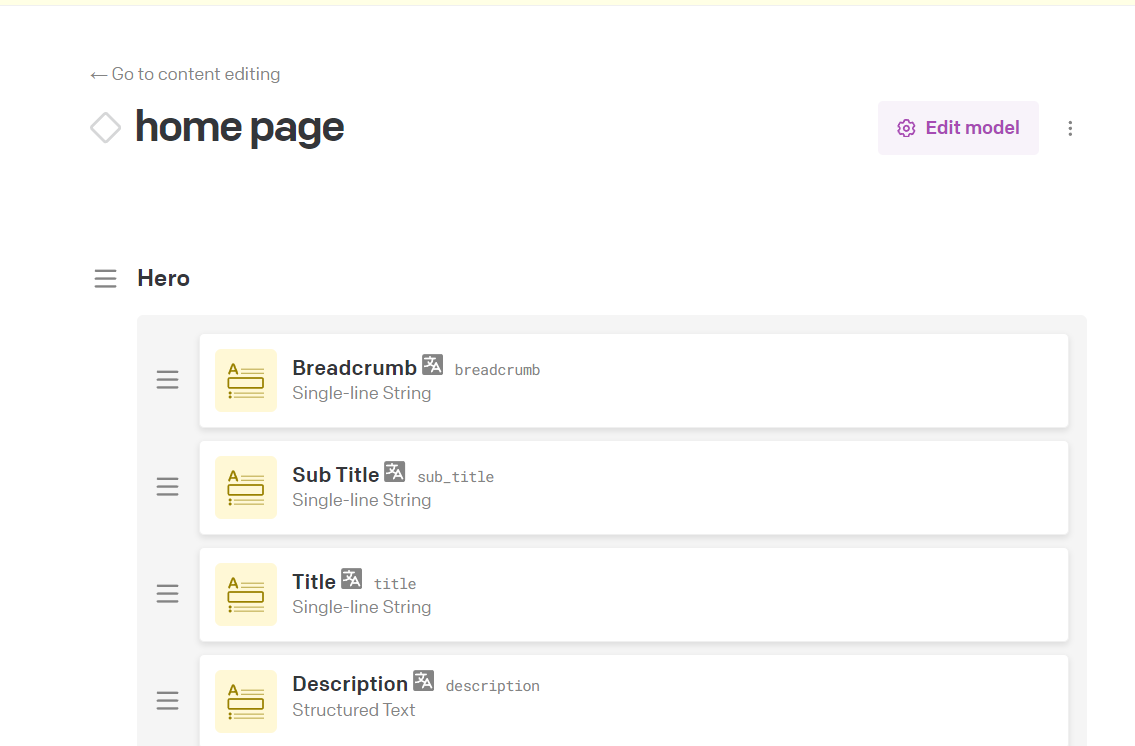 ← Go to content editing
home page
Edit model
Hero
Breadcrumb breadcrumb
Single-line String
Sub Title sub_title
Single-line String
Title title
Single-line String
Description description
Structured Text